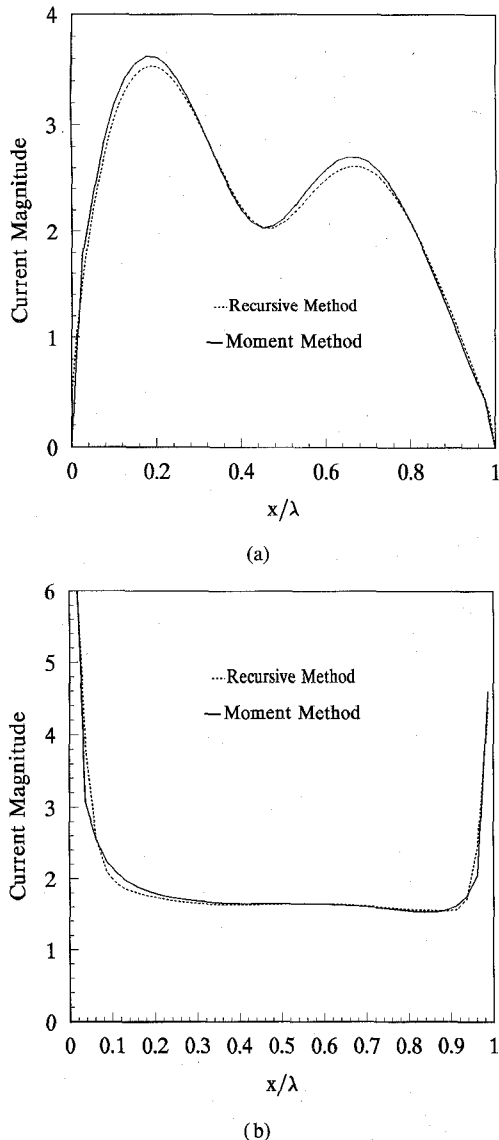 4
3
2
1
0
Current Magnitude
Recursive Method
Moment Method
0 0.2 0.4 0.6 0.8 1
x/λ
(a)
6
5
4
3
2
1
0
Current Magnitude
Recursive Method
Moment Method
0 0.1 0.2 0.3 0.4 0.5 0.6 0.7 0.8 0.9 1
x/λ
(b)